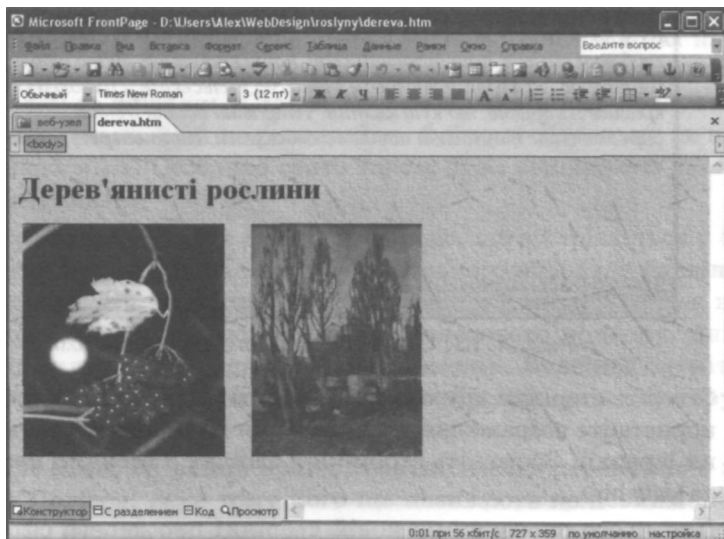 Microsoft FrontPage - D:\Users\Alex\WebDesign\roslyny\dereva.htm
Файл Правка Вид Вставка Формат Сервис Таблица Данные Рамки Окно Справка Введите вопрос
Обычный Times New Roman 3 (12 пт) Ж К Ч
веб-узел dereva.htm
<body>
Дерев'янисті рослини
Конструктор С разделением Код Просмотр
0:01 при 56 кбит/с 727 x 359 по умолчанию настройка